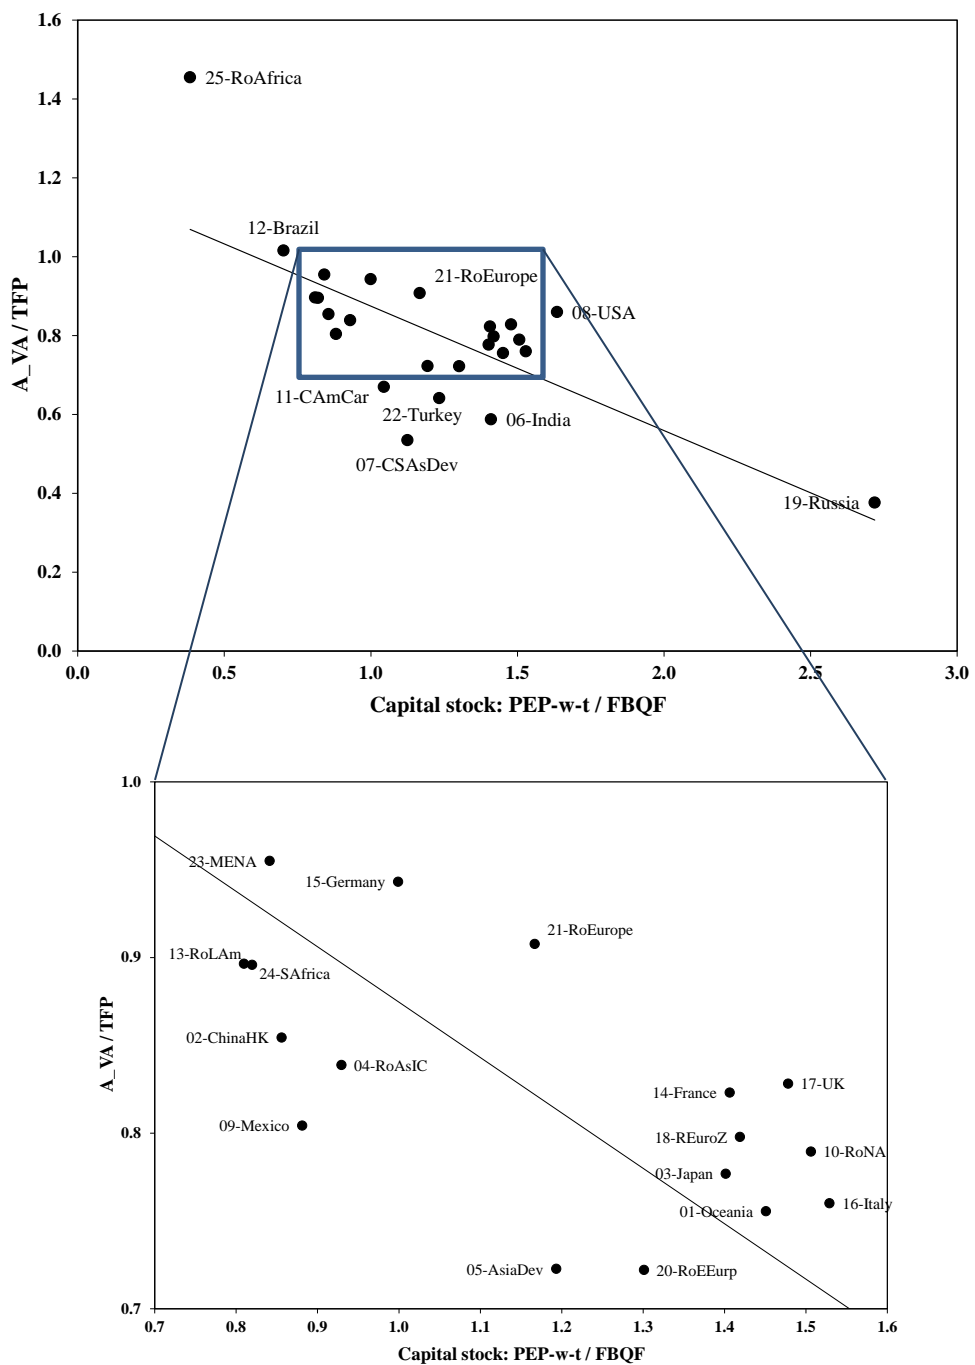 1.6
25-RoAfrica
1.4
1.2
12-Brazil
1.0
21-RoEurope
08-USA
0.8
A_VA / TFP
11-CAmCar
22-Turkey
06-India
0.6
07-CSAsDev
19-Russia
0.4
0.2
0.0
0.0 0.5 1.0 1.5 2.0 2.5 3.0
Capital stock: PEP-w-t / FBQF
1.0
23-MENA
15-Germany
21-RoEurope
13-RoLAm
0.9
24-SAfrica
A_VA / TFP
02-ChinaHK
04-RoAsIC
17-UK
14-France
09-Mexico
0.8
18-REuroZ
10-RoNA
03-Japan
16-Italy
01-Oceania
05-AsiaDev
20-RoEEurp
0.7
0.7 0.8 0.9 1.0 1.1 1.2 1.3 1.4 1.5 1.6
Capital stock: PEP-w-t / FBQF